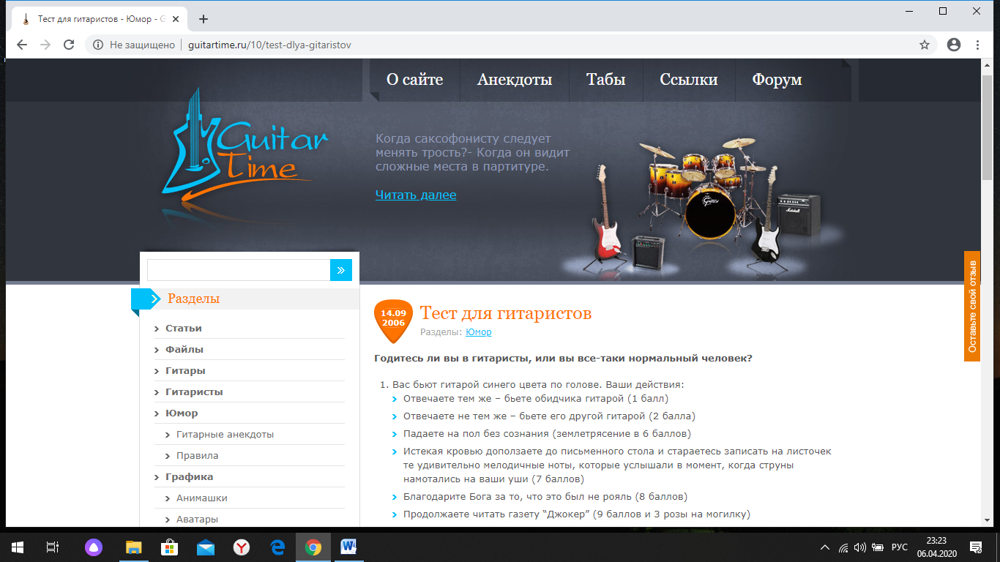 Тест для гитаристов - Юмор - G
Не защищено guitartime.ru/10/test-dlya-gitaristov
О сайте Анекдоты Табы Ссылки Форум
Guitar
Time
Когда саксофонисту следует
менять трость?- Когда он видит
сложные места в партитуре.
Читать далее
Gretsch
Marshall
Оставьте свой отзыв
Разделы
Статьи
Файлы
Гитары
Гитаристы
Юмор
Гитарные анекдоты
Правила
Графика
Анимашки
Аватары
14.09
2006
Тест для гитаристов
Разделы: Юмор
Годитесь ли вы в гитаристы, или вы все-таки нормальный человек?
1. Вас бьют гитарой синего цвета по голове. Ваши действия:
Отвечаете тем же – бьете обидчика гитарой (1 балл)
Отвечаете не тем же – бьете его другой гитарой (2 балла)
Падаете на пол без сознания (землетрясение в 6 баллов)
Истекая кровью доползаете до письменного стола и стараетесь записать на листочек
те удивительно мелодичные ноты, которые услышали в момент, когда струны
намотались на ваши уши (7 баллов)
Благодарите Бога за то, что это был не рояль (8 баллов)
Продолжаете читать газету “Джокер” (9 баллов и 3 розы на могилку)
РУС
23:23
06.04.2020